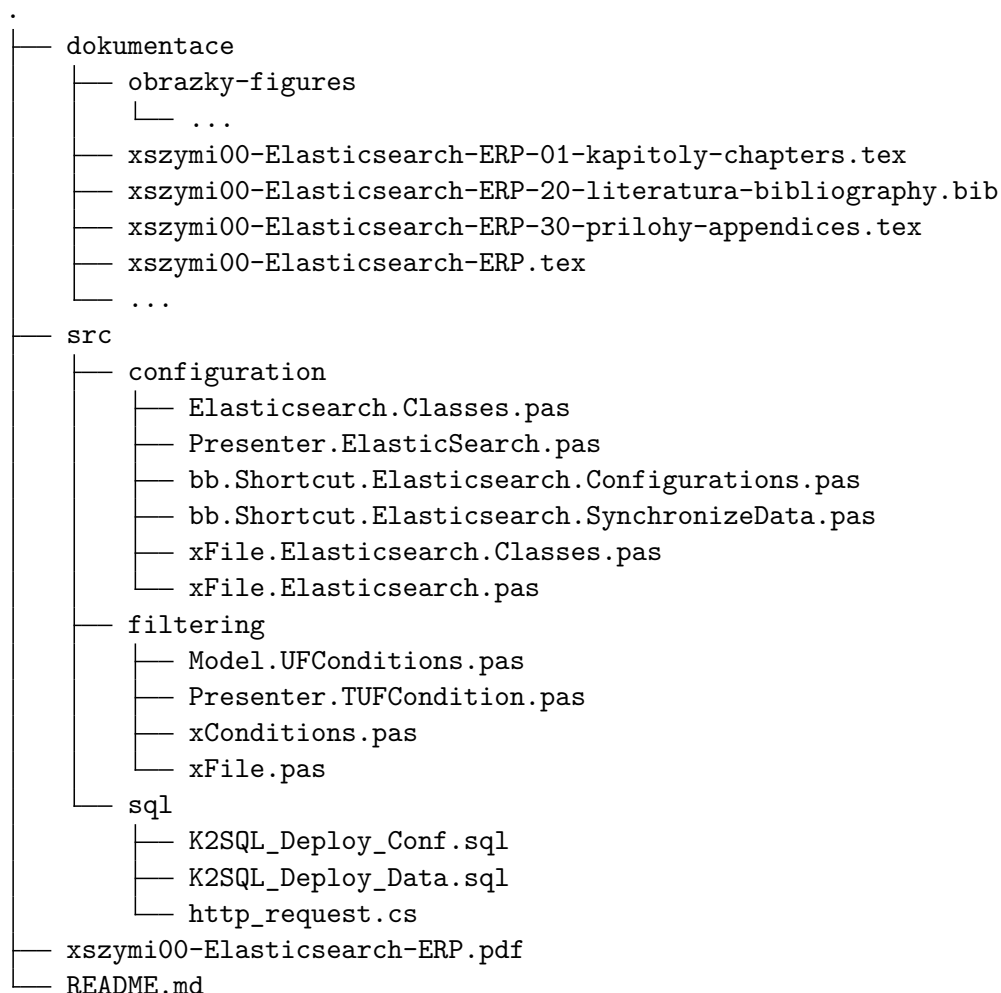 .
dokumentace
obrazky-figures
...
xszymi00-Elasticsearch-ERP-01-kapitoly-chapters.tex
xszymi00-Elasticsearch-ERP-20-literatura-bibliography.bib
xszymi00-Elasticsearch-ERP-30-prilohy-appendices.tex
xszymi00-Elasticsearch-ERP.tex
...
src
configuration
Elasticsearch.Classes.pas
Presenter.ElasticSearch.pas
bb.Shortcut.Elasticsearch.Configurations.pas
bb.Shortcut.Elasticsearch.SynchronizeData.pas
xFile.Elasticsearch.Classes.pas
xFile.Elasticsearch.pas
filtering
Model.UFConditions.pas
Presenter.TUFCondition.pas
xConditions.pas
xFile.pas
sql
K2SQL_Deploy_Conf.sql
K2SQL_Deploy_Data.sql
http_request.cs
xszymi00-Elasticsearch-ERP.pdf
README.md